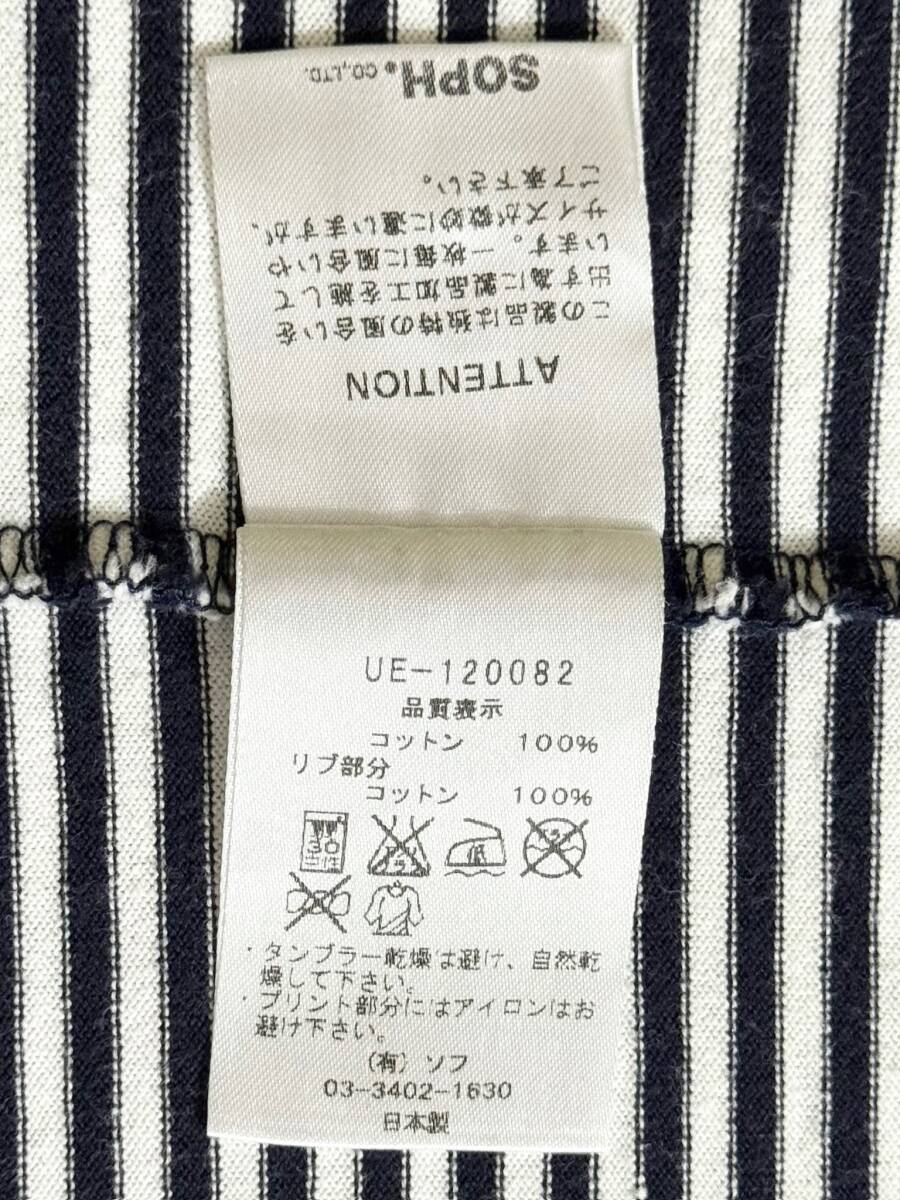 ATTENTION
この製品は独特の風合いを
出す為に製品加工を施して
います。一枚毎に風合いや
サイズが微妙に違いますが、
ご了承下さい。
SOPH. CO.,LTD.
UE-120082
品質表示
コットン 100%
リブ部分
コットン 100%
30
中性
低
・タンブラー乾燥は避け、自然乾
燥して下さい。
・プリント部分にはアイロンはお
避け下さい。
(有) ソフ
03-3402-1630
日本製